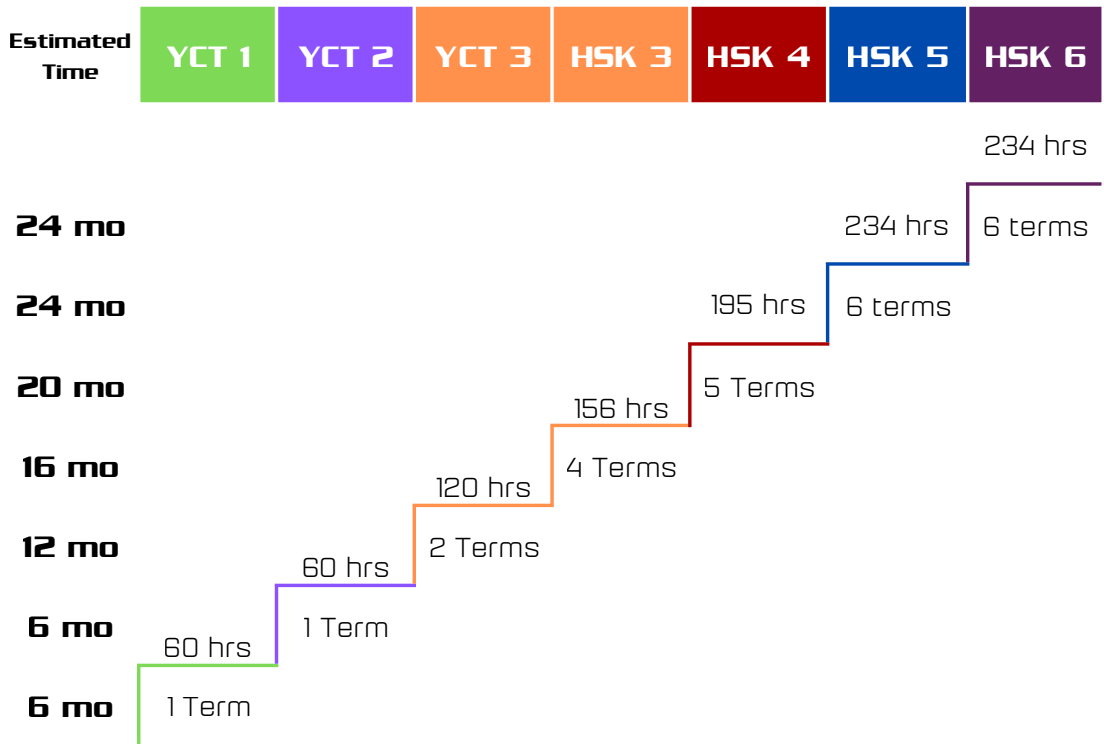 Estimated
Time
YCT 1
YCT 2
YCT 3
HSK 3
HSK 4
HSK 5
HSK 6
234 hrs
24 mo
234 hrs
6 terms
24 mo
195 hrs
6 terms
20 mo
156 hrs
5 Terms
16 mo
120 hrs
4 Terms
12 mo
60 hrs
2 Terms
6 mo
60 hrs
1 Term
6 mo
1 Term